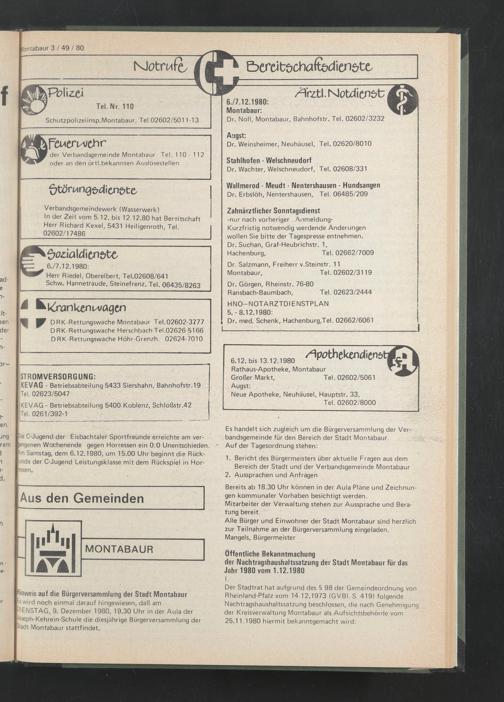 Montabaur 3 / 49 / 80
Notrufe
Bereitschaftsdienste
Polizei
Tel. Nr. 110
Schutzpolizeiinsp. Montabaur, Tel. 02602/5011-13
Feuerwehr
der Verbandsgemeinde Montabaur Tel. 110 - 112
oder an den örtl. bekannten Auslösestellen
Störungsdienste
Verbandsgemeindewerk (Wasserwerk)
In der Zeit vom 5.12. bis 12.12.80 hat Bereitschaft
Herr Richard Kexel, 5431 Heiligenroth, Tel.
02602/17486
Sozialdienste
6./7.12.1980:
Herr Riedel, Oberelbert, Tel.02608/641
Schw. Hannetraude, Steinefrenz, Tel. 06435/8263
Krankenwagen
DRK-Rettungswache Montabaur Tel.02602-3777
DRK-Rettungswache Herschbach Tel.02626-5166
DRK-Rettungswache Höhr-Grenzh. 02624-7010
STROMVERSORGUNG:
KEVAG - Betriebsabteilung 5433 Siershahn, Bahnhofstr.19
Tel. 02623/5047
KEVAG - Betriebsabteilung 5400 Koblenz, Schloßstr.42
Tel. 0261/392-1
Die C-Jugend der Eisbachtaler Sportfreunde erreichte am ver-
gangenen Wochenende gegen Horressen ein 0:0 Unentschieden.
Am Samstag, dem 6.12.1980, um 15.00 Uhr beginnt die Rück-
runde der C-Jugend Leistungsklasse mit dem Rückspiel in Hor-
ressen.
Aus den Gemeinden
MONTABAUR
Hinweis auf die Bürgerversammlung der Stadt Montabaur
Es wird noch einmal darauf hingewiesen, daß am
DIENSTAG, 9. Dezember 1980, 19.30 Uhr in der Aula der
Joseph-Kehrein-Schule die diesjährige Bürgerversammlung der
Stadt Montabaur stattfindet.
Ärztl. Notdienst
6./7.12.1980:
Montabaur:
Dr. Noll, Montabaur, Bahnhofstr. Tel. 02602/3232
Augst:
Dr. Weinsheimer, Neuhäusel, Tel. 02620/8010
Stahlhofen - Welschneudorf
Dr. Wachter, Welschneudorf, Tel. 02608/331
Wallmerod - Meudt - Nentershausen - Hundsangen
Dr. Erbslöh, Nentershausen, Tel. 06485/209
Zahnärztlicher Sonntagsdienst
-nur nach vorheriger Anmeldung-
Kurzfristig notwendig werdende Änderungen
wollen Sie bitte der Tagespresse entnehmen.
Dr. Suchan, Graf-Heubrichstr. 1,
Hachenburg, Tel. 02662/7009
Dr. Salzmann, Freiherr v.Steinstr. 11
Montabaur, Tel. 02602/3119
Dr. Görgen, Rheinstr. 76-80
Ransbach-Baumbach, Tel. 02623/2444
HNO-NOTARZTDIENSTPLAN
5. - 8.12.1980:
Dr. med. Schenk, Hachenburg,Tel. 02662/6061
Apothekendienst
6.12. bis 13.12.1980
Rathaus-Apotheke, Montabaur
Großer Markt, Tel. 02602/5061
Augst:
Neue Apotheke, Neuhäusel, Hauptstr. 33,
Tel. 02602/8000
Es handelt sich zugleich um die Bürgerversammlung der Ver-
bandsgemeinde für den Bereich der Stadt Montabaur.
Auf der Tagesordnung stehen:
1. Bericht des Bürgermeisters über aktuelle Fragen aus dem
Bereich der Stadt und der Verbandsgemeinde Montabaur
2. Aussprachen und Anfragen
Bereits ab 18.30 Uhr können in der Aula Pläne und Zeichnun-
gen kommunaler Vorhaben besichtigt werden.
Mitarbeiter der Verwaltung stehen zur Aussprache und Bera-
tung bereit.
Alle Bürger und Einwohner der Stadt Montabaur sind herzlich
zur Teilnahme an der Bürgerversammlung eingeladen.
Mangels, Bürgermeister
Öffentliche Bekanntmachung
der Nachtragshaushaltssatzung der Stadt Montabaur für das
Jahr 1980 vom 1.12.1980
I.
Der Stadtrat hat aufgrund des § 98 der Gemeindeordnung von
Rheinland-Pfalz vom 14.12.1973 (GVBl. S. 419) folgende
Nachtragshaushaltssatzung beschlossen, die nach Genehmigung
der Kreisverwaltung Montabaur als Aufsichtsbehörde vom
25.11.1980 hiermit bekanntgemacht wird: